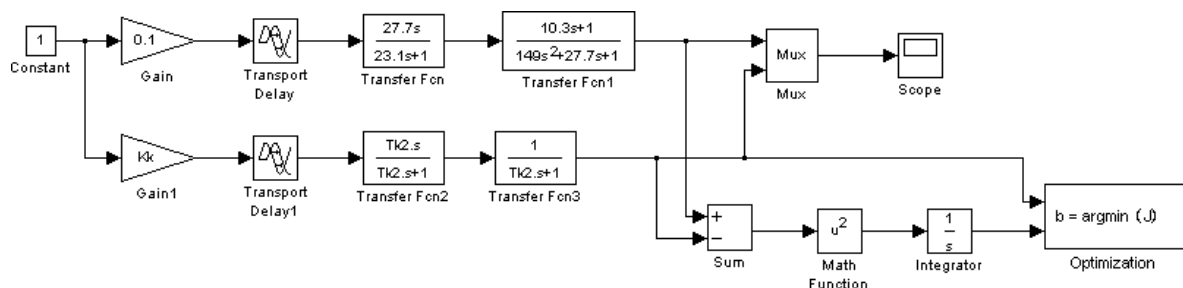 1
Constant
0.1
Gain
Transport
Delay
27.7s
23.1s+1
Transfer Fcn
10.3s+1
149s²+27.7s+1
Transfer Fcn1
Mux
Mux
Scope
Kk
Gain1
Transport
Delay1
Tk2.s
Tk2.s+1
Transfer Fcn2
1
Tk2.s+1
Transfer Fcn3
+
−
Sum
u²
Math
Function
1
s
Integrator
b = argmin (J)
Optimization